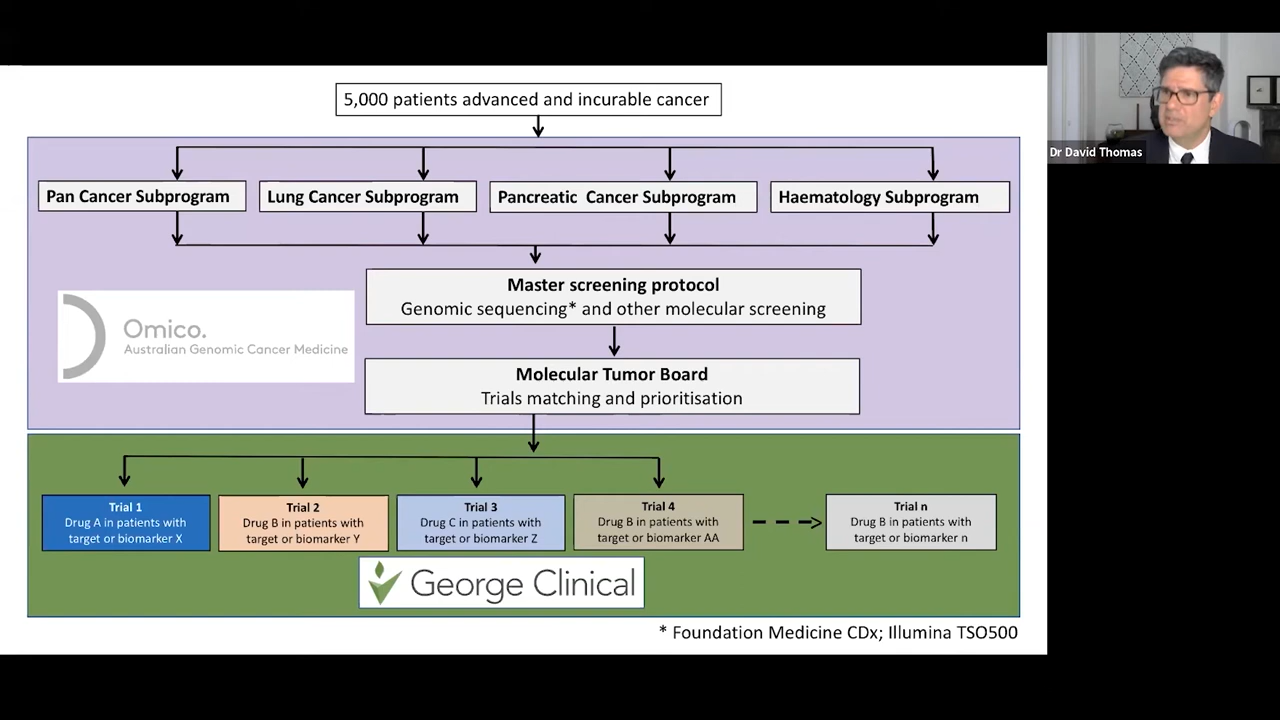 5,000 patients advanced and incurable cancer
Dr David Thomas
Pan Cancer Subprogram
Lung Cancer Subprogram
Pancreatic Cancer Subprogram
Haematology Subprogram
Master screening protocol
Genomic sequencing* and other molecular screening
Omico.
Australian Genomic Cancer Medicine
Molecular Tumor Board
Trials matching and prioritisation
Trial 1
Drug A in patients with
target or biomarker X
Trial 2
Drug B in patients with
target or biomarker Y
Trial 3
Drug C in patients with
target or biomarker Z
Trial 4
Drug B in patients with
target or biomarker AA
Trial n
Drug B in patients with
target or biomarker n
George Clinical
* Foundation Medicine CDx; Illumina TSO500